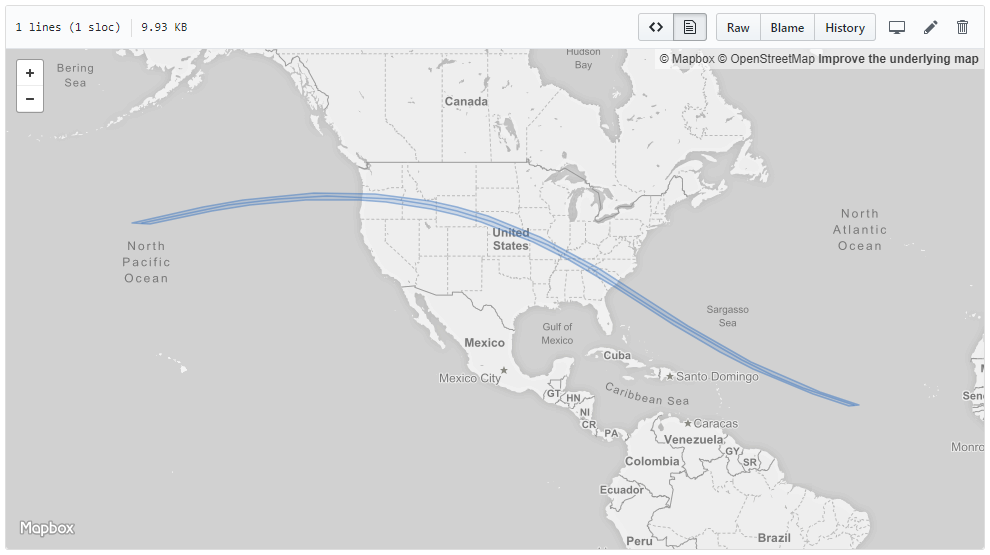 1 lines (1 sloc)
9.93 KB
Raw
Blame
History
© Mapbox © OpenStreetMap Improve the underlying map
+
−
Bering
Sea
Hudson
Bay
Canada
North
Pacific
Ocean
United
States
North
Atlantic
Ocean
Sargasso
Sea
Gulf of
Mexico
Mexico
Mexico City
Cuba
Santo Domingo
GT
HN
NI
CR
PA
Caribbean Sea
Caracas
Venezuela
GY
SR
Colombia
Ecuador
Peru
Brazil
M
Sen
Monro
Mapbox